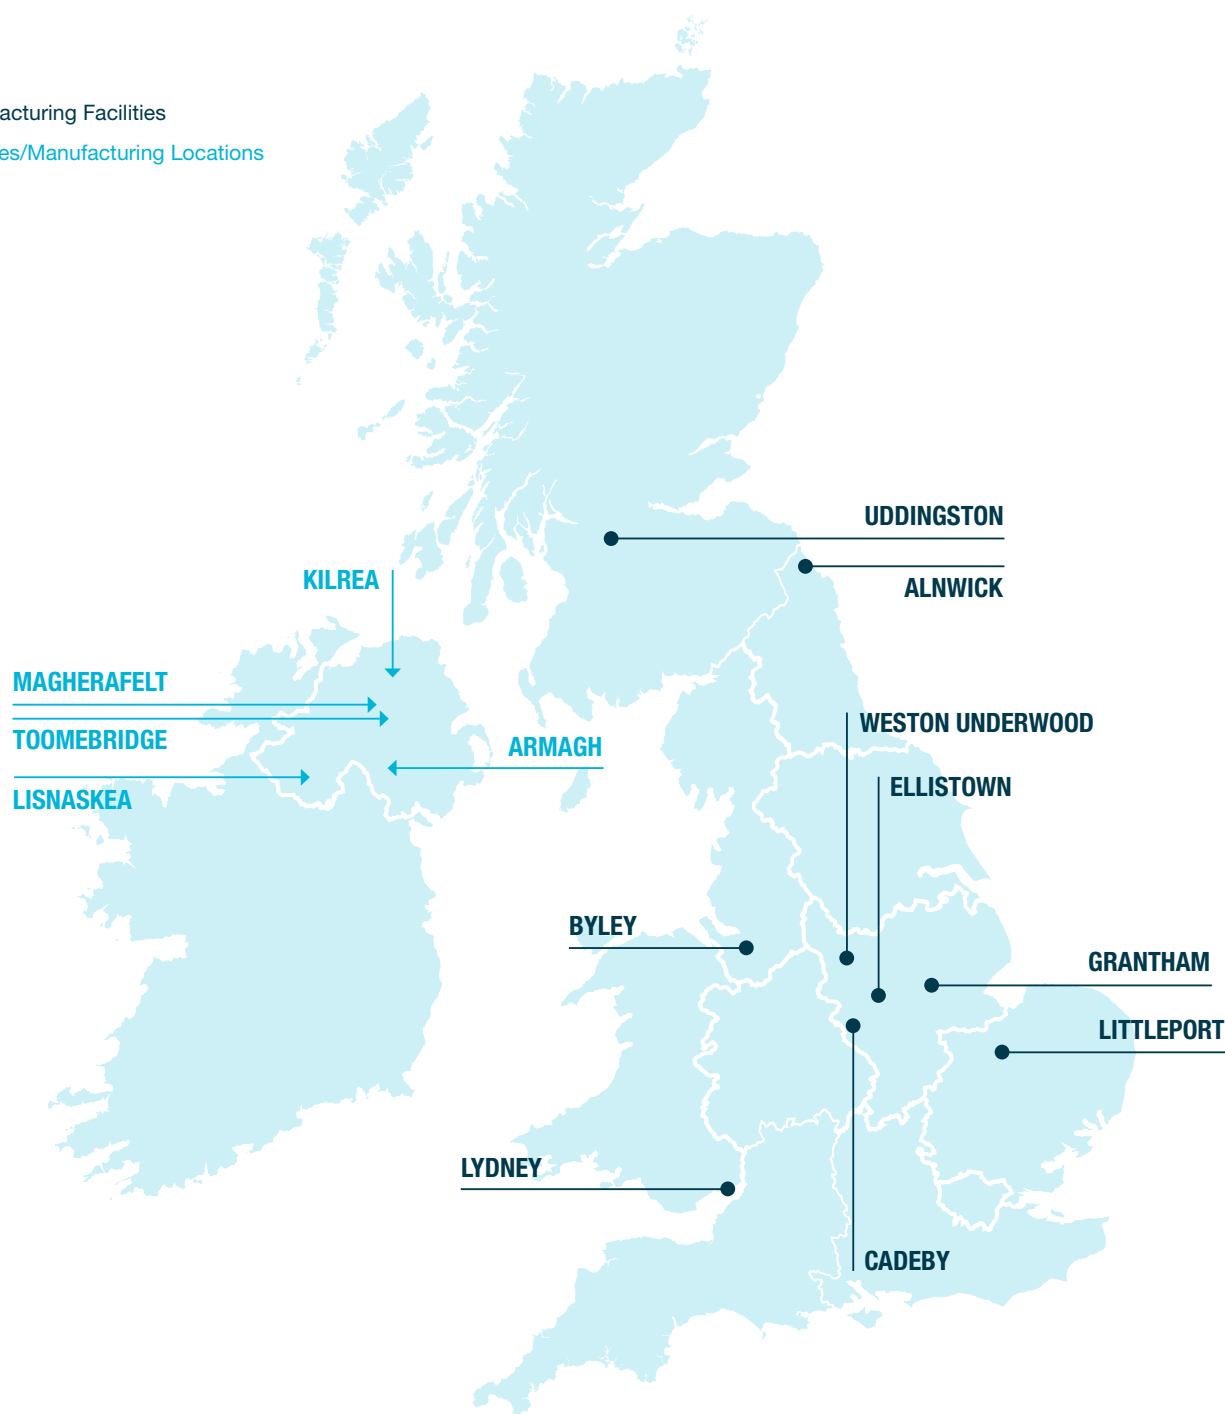 acturing Facilities
es/Manufacturing Locations
UDDINGSTON
KILREA
ALNWICK
MAGHERAFELT
WESTON UNDERWOOD
TOOMEBRIDGE
ARMAGH
ELLISTOWN
LISNASKEA
BYLEY
GRANTHAM
LITTLEPORT
LYDNEY
CADEBY